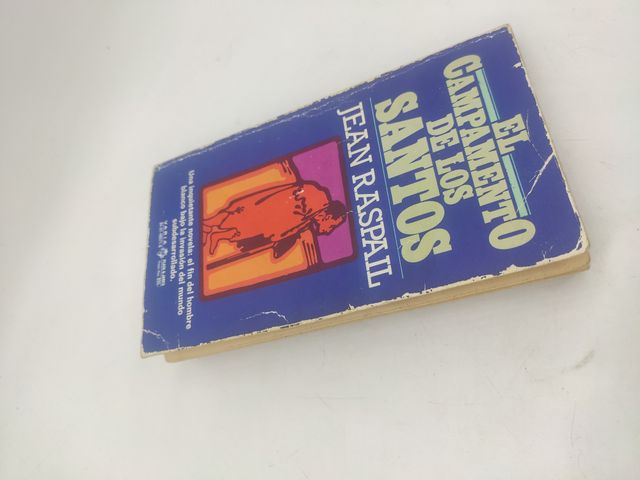 EL
CAMPAMENTO
DE LOS
SANTOS
JEAN RASPAIL
Una inquietante novela: el fin del hombre
blanco bajo la invasión del mundo
subdesarrollado.